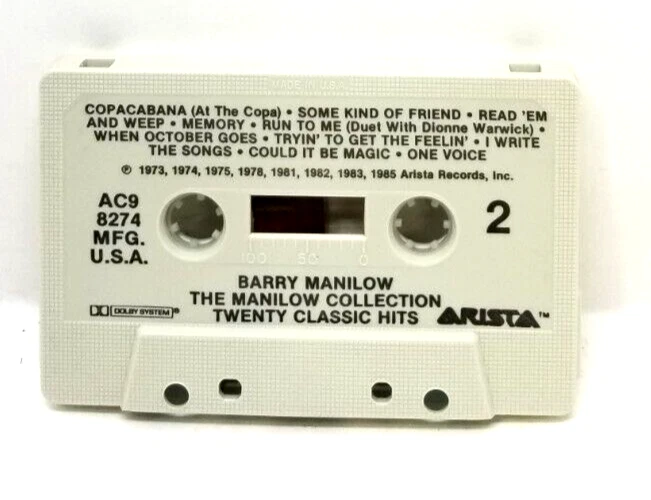 MADE IN U.S.A.
COPACABANA (At The Copa) • SOME KIND OF FRIEND • READ 'EM
AND WEEP • MEMORY • RUN TO ME (Duet With Dionne Warwick) •
WHEN OCTOBER GOES • TRYIN' TO GET THE FEELIN' • I WRITE
THE SONGS • COULD IT BE MAGIC • ONE VOICE
℗ 1973, 1974, 1975, 1978, 1981, 1982, 1983, 1985 Arista Records, Inc.
AC9
8274
MFG.
U.S.A.
2
100 50 0
BARRY MANILOW
THE MANILOW COLLECTION
TWENTY CLASSIC HITS
DOLBY SYSTEM®
ARISTA™